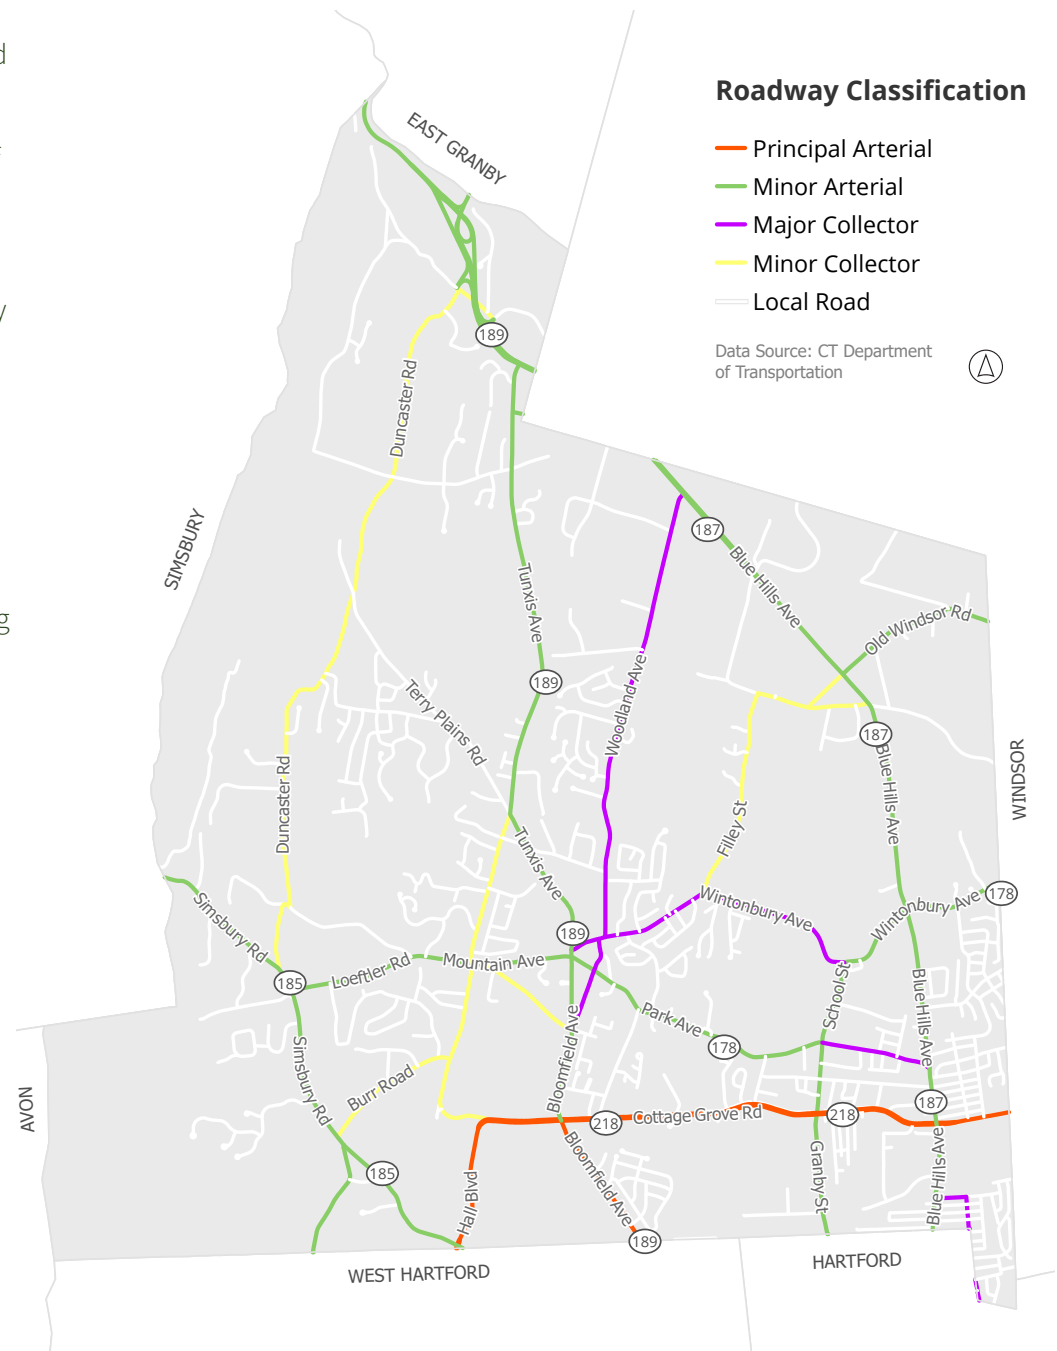 d
y
g
Roadway Classification
Principal Arterial
Minor Arterial
Major Collector
Minor Collector
Local Road
Data Source: CT Department
of Transportation
EAST GRANBY
189
Duncaster Rd
SIMSBURY
187
Blue Hills Ave
Tunxis Ave
Old Windsor Rd
189
Woodland Ave
Terry Plains Rd
187
Blue Hills Ave
WINDSOR
Duncaster Rd
Filley St
Tunxis Ave
178
Wintonbury Ave
Wintonbury Ave
Simsbury Rd
189
Mountain Ave
Loeffler Rd
185
School St
Blue Hills Ave
Park Ave
178
Bloomfield Ave
Simsbury Rd
Burr Road
AVON
187
218
Cottage Grove Rd
218
Bloomfield Ave
185
Granby St
Blue Hills Ave
Hall Blvd
189
WEST HARTFORD
HARTFORD